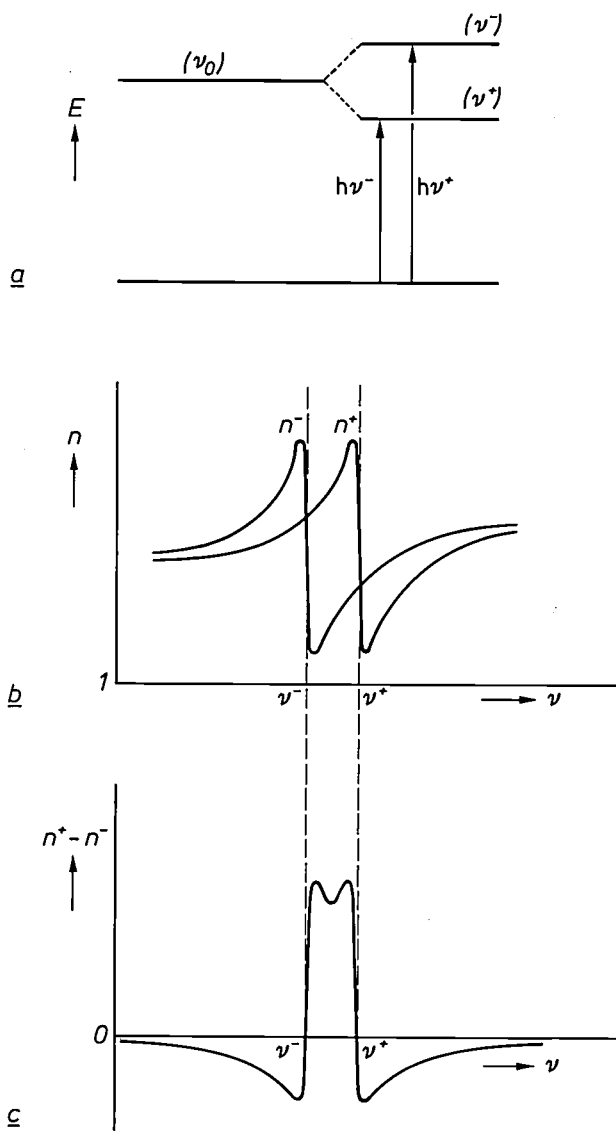 (ν⁻)
(ν₀)
(ν⁺)
E
hν⁻ hν⁺
a
n⁻ n⁺
n
1
ν⁻ ν⁺ ν
b
n⁺ – n⁻
0
ν⁻ ν⁺
ν
c